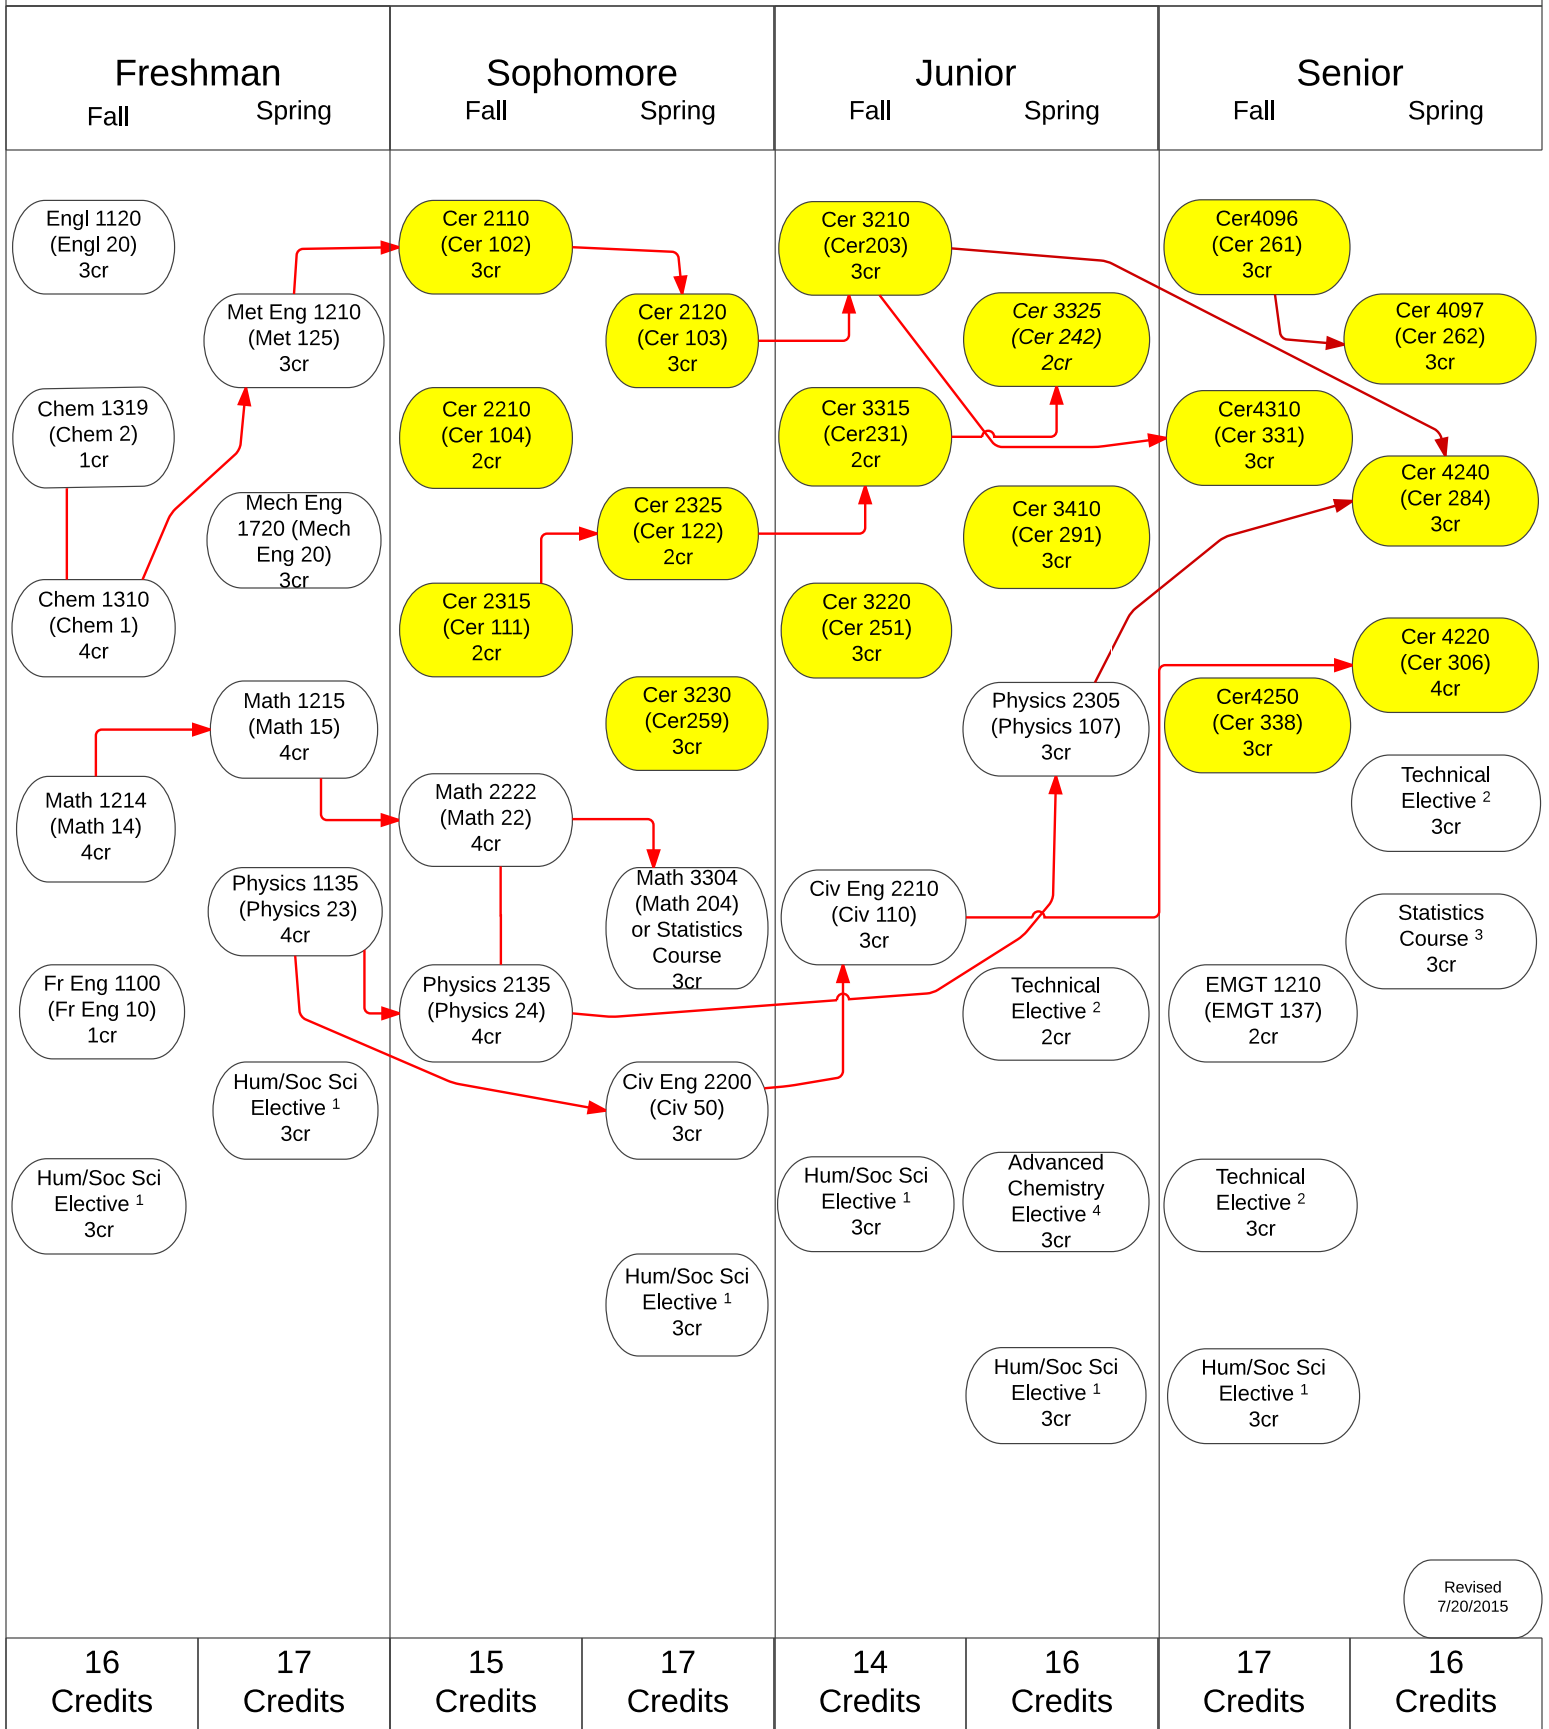 Freshman
Fall
Spring
Sophomore
Fall
Spring
Junior
Fall
Spring
Senior
Fall
Spring
Engl 1120
(Engl 20)
3cr
Chem 1319
(Chem 2)
1cr
Chem 1310
(Chem 1)
4cr
Math 1214
(Math 14)
4cr
Fr Eng 1100
(Fr Eng 10)
1cr
Hum/Soc Sci
Elective 1
3cr
Met Eng 1210
(Met 125)
3cr
Mech Eng
1720 (Mech
Eng 20)
3cr
Math 1215
(Math 15)
4cr
Physics 1135
(Physics 23)
4cr
Hum/Soc Sci
Elective 1
3cr
Cer 2110
(Cer 102)
3cr
Cer 2210
(Cer 104)
2cr
Cer 2315
(Cer 111)
2cr
Math 2222
(Math 22)
4cr
Physics 2135
(Physics 24)
4cr
Cer 2120
(Cer 103)
3cr
Cer 2325
(Cer 122)
2cr
Cer 3230
(Cer259)
3cr
Math 3304
(Math 204)
or Statistics
Course
3cr
Civ Eng 2200
(Civ 50)
3cr
Hum/Soc Sci
Elective 1
3cr
Cer 3210
(Cer203)
3cr
Cer 3315
(Cer231)
2cr
Cer 3220
(Cer 251)
3cr
Civ Eng 2210
(Civ 110)
3cr
Hum/Soc Sci
Elective 1
3cr
Cer 3325
(Cer 242)
2cr
Cer 3410
(Cer 291)
3cr
Physics 2305
(Physics 107)
3cr
Technical
Elective 2
2cr
Advanced
Chemistry
Elective 4
3cr
Hum/Soc Sci
Elective 1
3cr
Cer4096
(Cer 261)
3cr
Cer4310
(Cer 331)
3cr
Cer4250
(Cer 338)
3cr
EMGT 1210
(EMGT 137)
2cr
Technical
Elective 2
3cr
Hum/Soc Sci
Elective 1
3cr
Cer 4097
(Cer 262)
3cr
Cer 4240
(Cer 284)
3cr
Cer 4220
(Cer 306)
4cr
Technical
Elective 2
3cr
Statistics
Course 3
3cr
Revised
7/20/2015
16
Credits
17
Credits
15
Credits
17
Credits
14
Credits
16
Credits
17
Credits
16
Credits